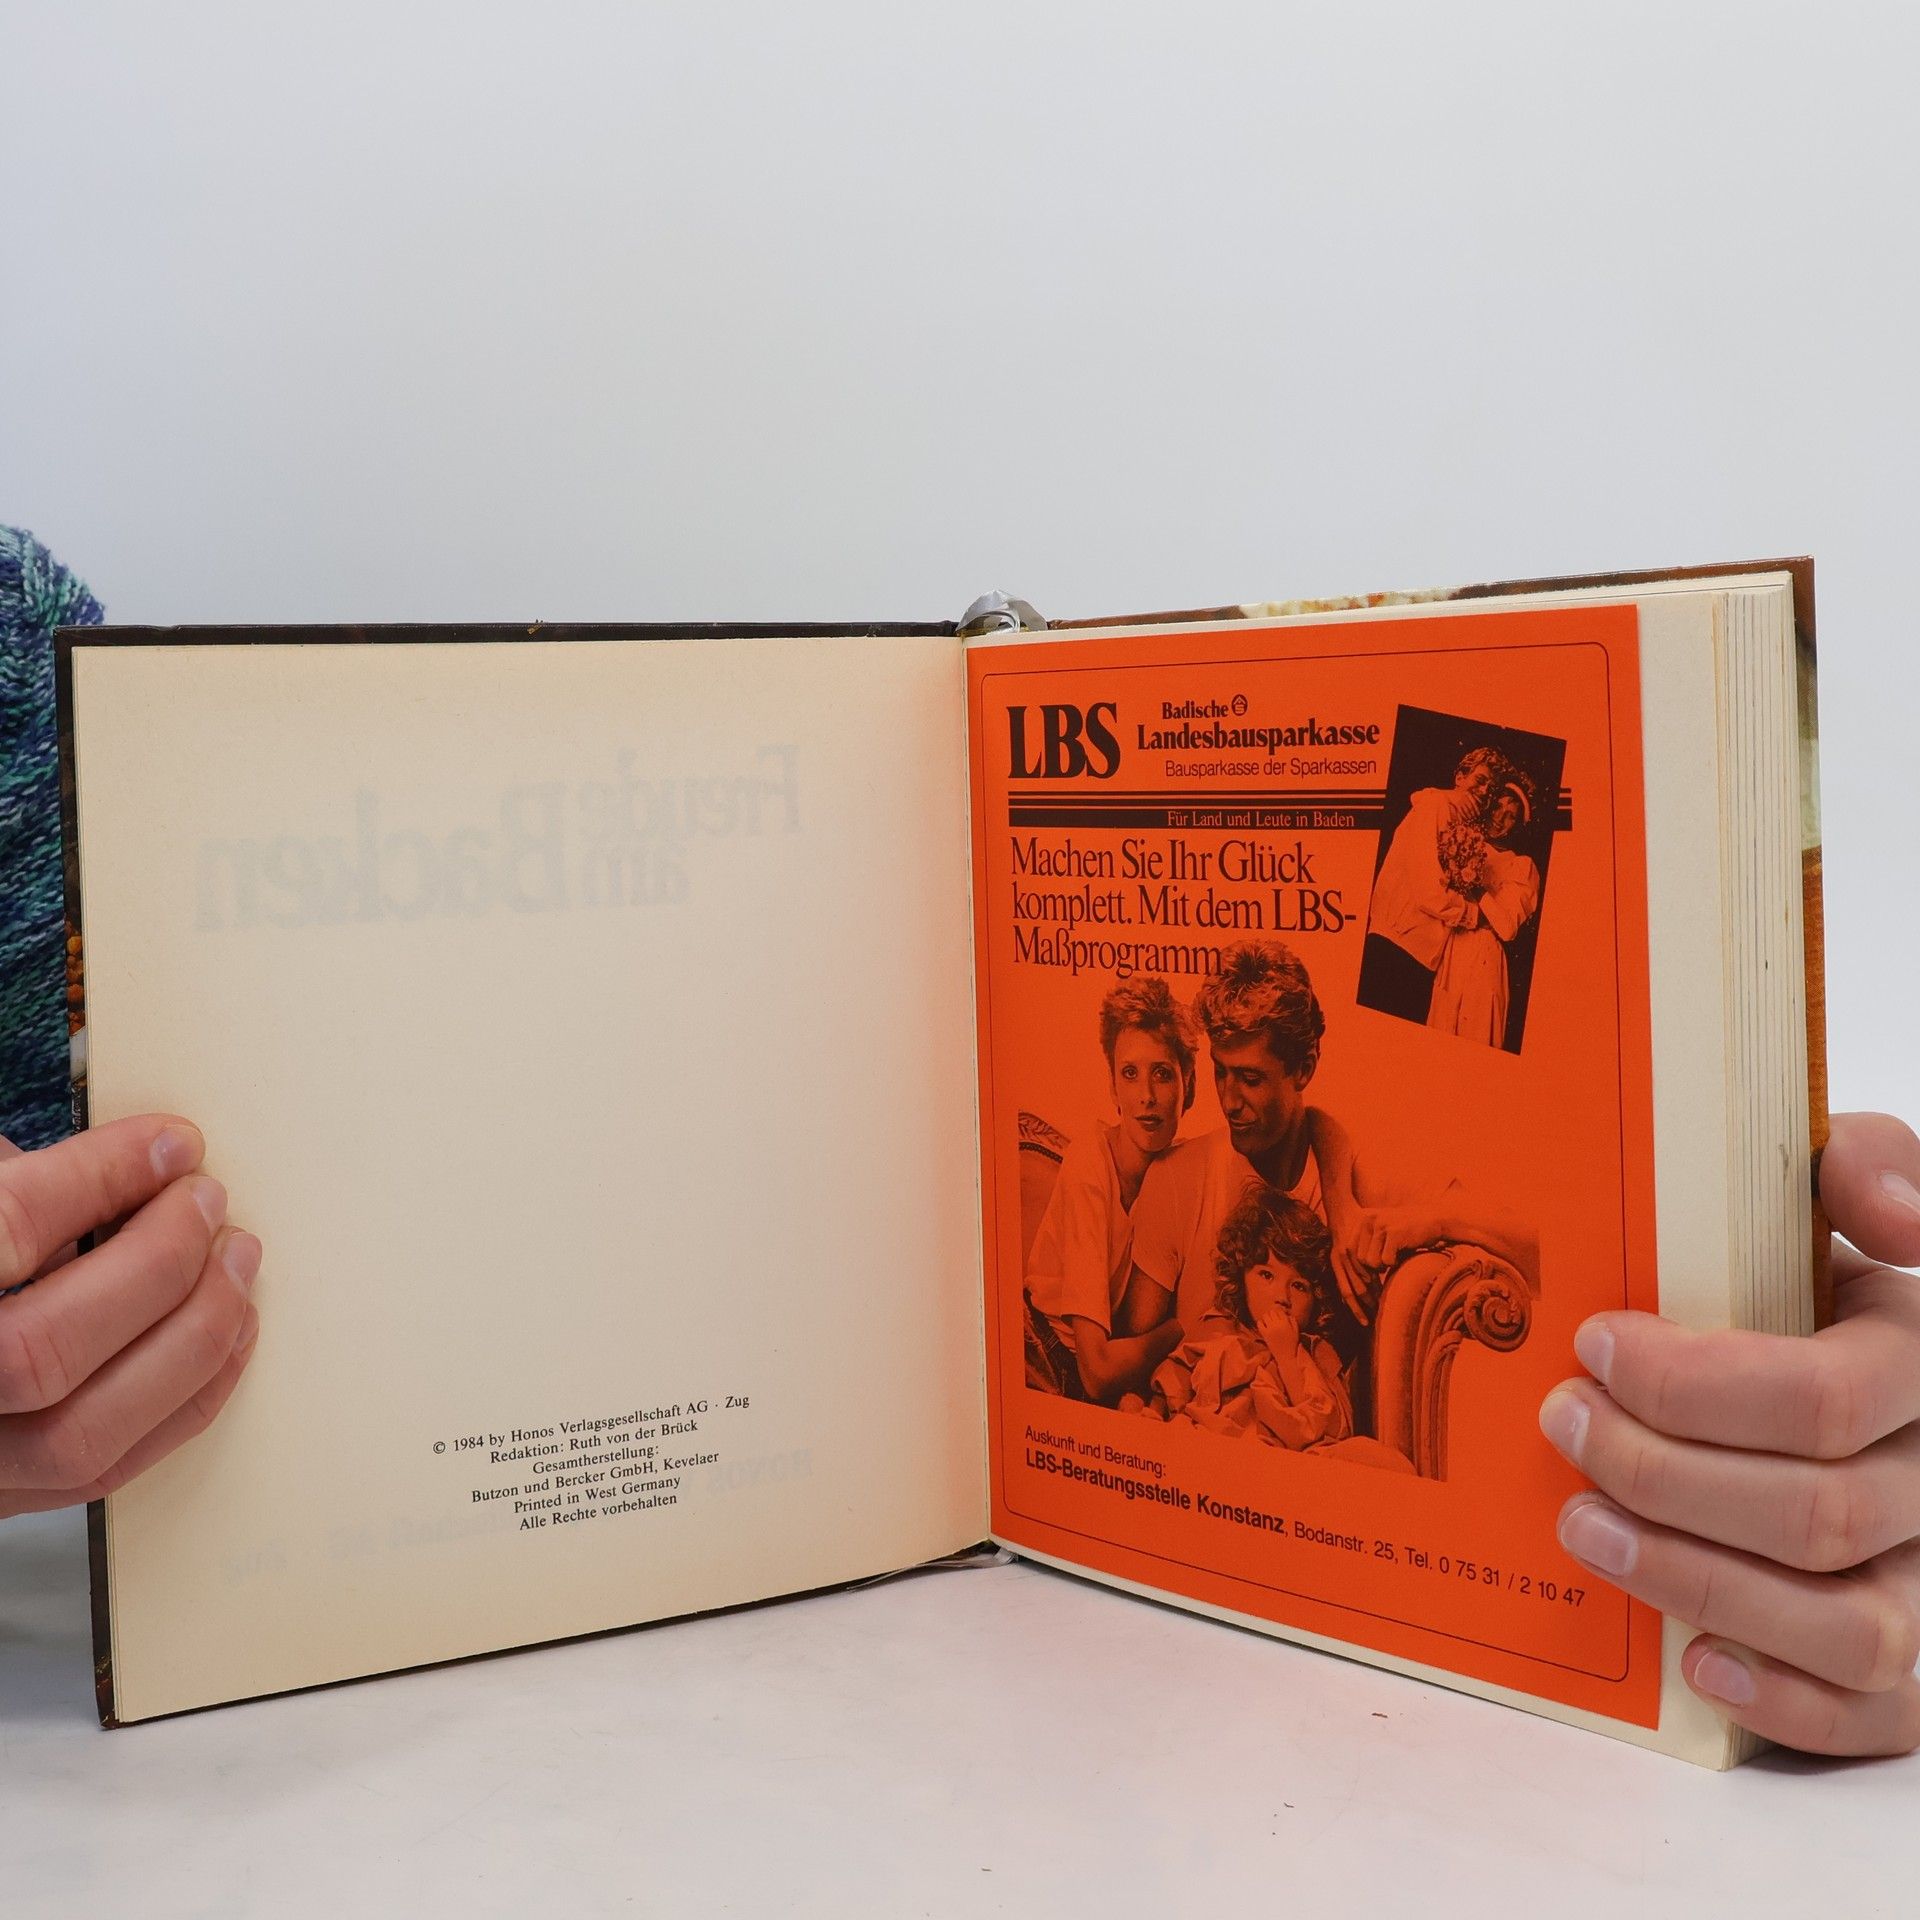 Freude
am Backen
© 1984 by Honos Verlagsgesellschaft AG · Zug
Redaktion: Ruth von der Brück
Gesamtherstellung:
Butzon und Bercker GmbH, Kevelaer
Printed in West Germany
Alle Rechte vorbehalten
LBS
Badische
Landesbausparkasse
Bausparkasse der Sparkassen
Für Land und Leute in Baden
Machen Sie Ihr Glück
komplett. Mit dem LBS-
Maßprogramm
Auskunft und Beratung:
LBS-Beratungsstelle Konstanz, Bodanstr. 25, Tel. 0 75 31 / 2 10 47